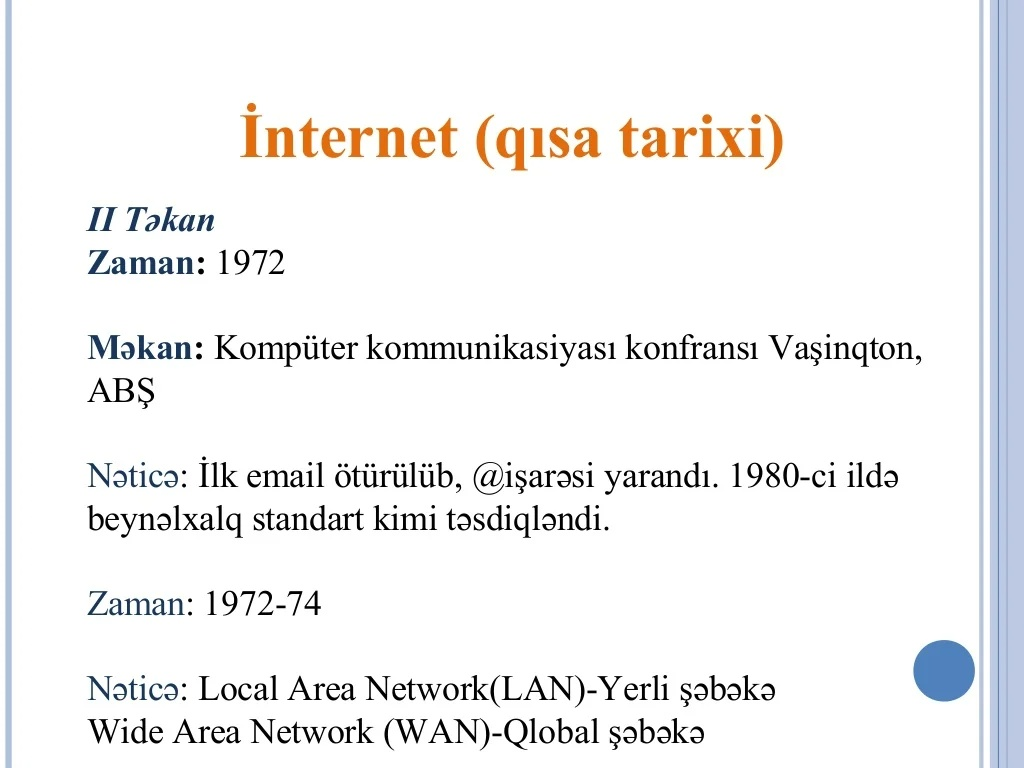 İnternet (qısa tarixi)
II Təkan
Zaman: 1972
Məkan: Kompüter kommunikasiyası konfransı Vaşinqton,
ABŞ
Nəticə: İlk email ötürülüb, @işarəsi yarandı. 1980-ci ildə
beynəlxalq standart kimi təsdiqləndi.
Zaman: 1972-74
Nəticə: Local Area Network(LAN)-Yerli şəbəkə
Wide Area Network (WAN)-Qlobal şəbəkə